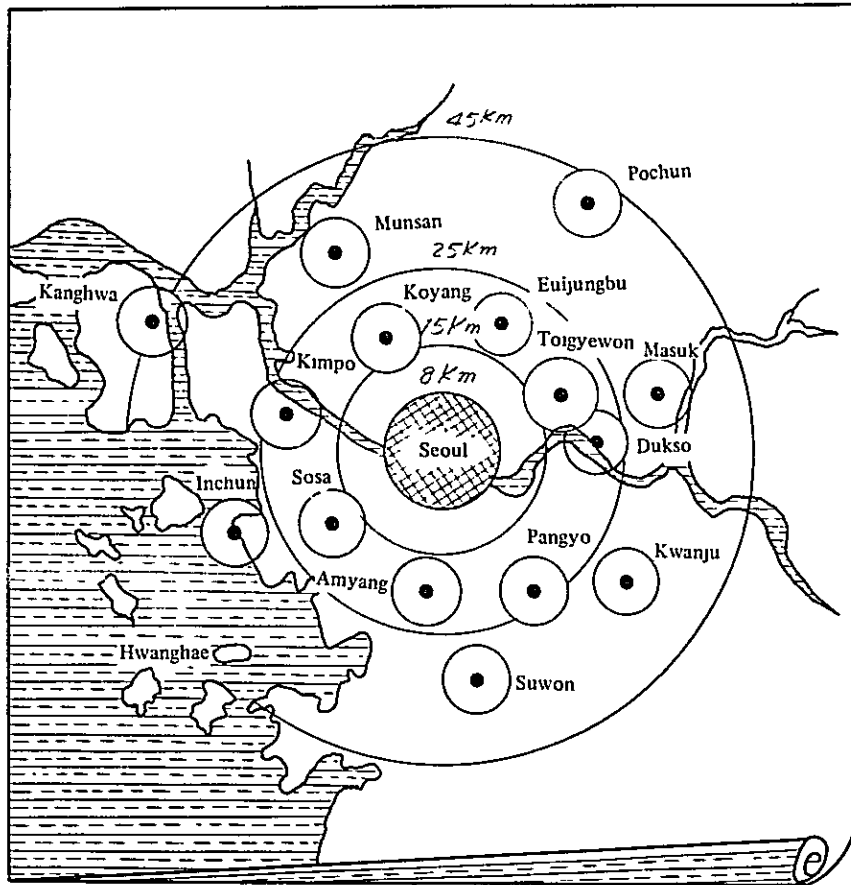 45Km
Pochun
Munsan
25Km
Kanghwa
Koyang
Euijungbu
15Km
Toigyewon
Masuk
Kimpo
8Km
Seoul
Dukso
Inchun
Sosa
Pangyo
Kwanju
Amyang
Hwanghae
Suwon